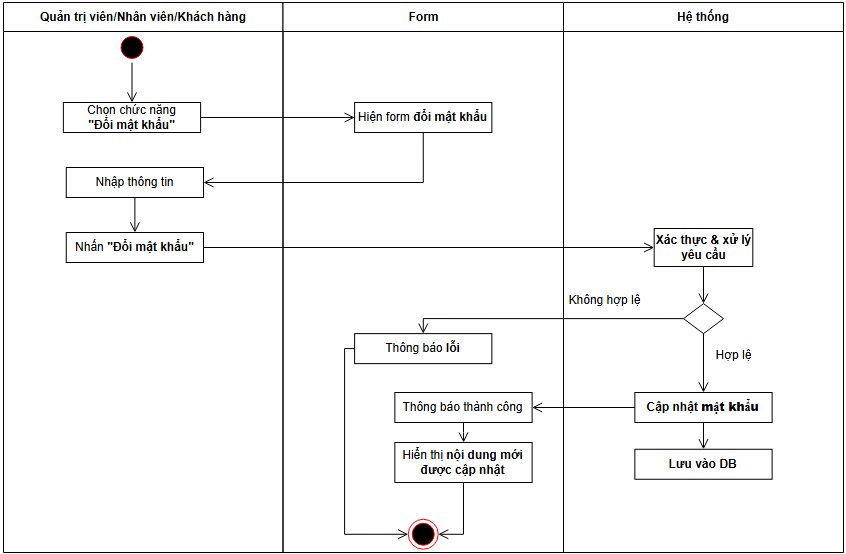 Quản trị viên/Nhân viên/Khách hàng
Form
Hệ thống
Chọn chức năng
"Đổi mật khẩu"
Hiện form đổi mật khẩu
Nhập thông tin
Nhấn "Đổi mật khẩu"
Xác thực & xử lý
yêu cầu
Không hợp lệ
Thông báo lỗi
Hợp lệ
Thông báo thành công
Cập nhật mật khẩu
Hiển thị nội dung mới
được cập nhật
Lưu vào DB